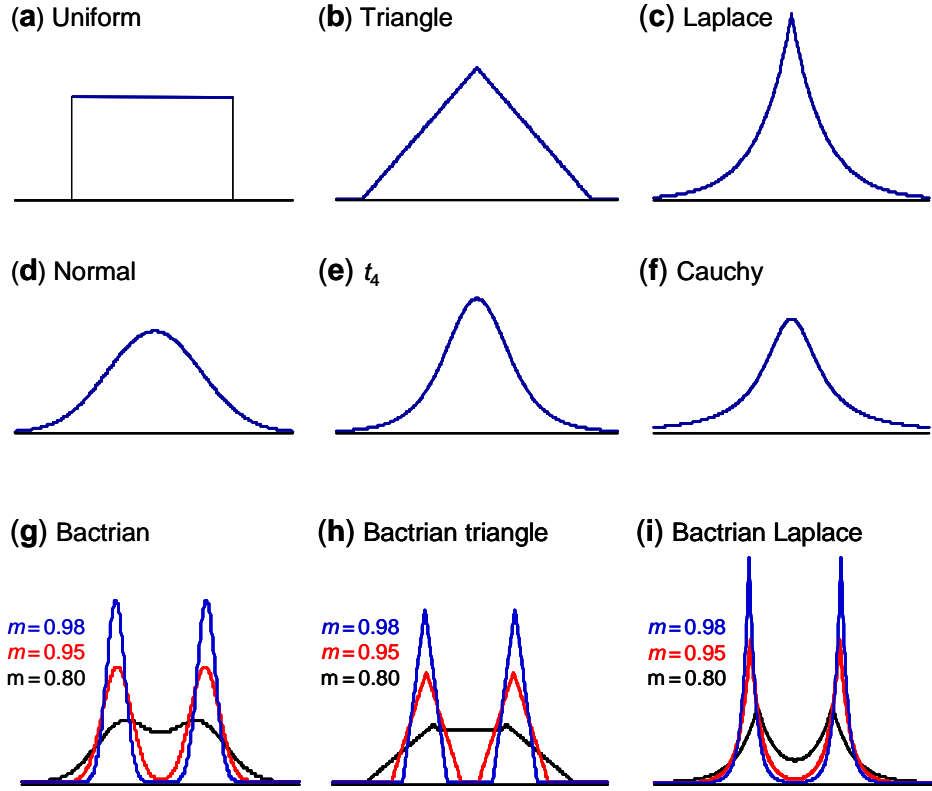 (a) Uniform
(b) Triangle
(c) Laplace
(d) Normal
(e) t4
(f) Cauchy
(g) Bactrian
m = 0.98
m = 0.95
m = 0.80
(h) Bactrian triangle
m = 0.98
m = 0.95
m = 0.80
(i) Bactrian Laplace
m = 0.98
m = 0.95
m = 0.80